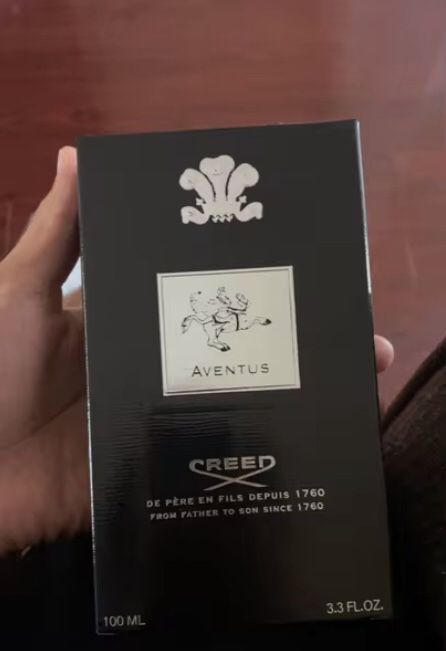 AVENTUS
CREED
DE PÈRE EN FILS DEPUIS 1760
FROM FATHER TO SON SINCE 1760
100 ML
3.3 FL.OZ.